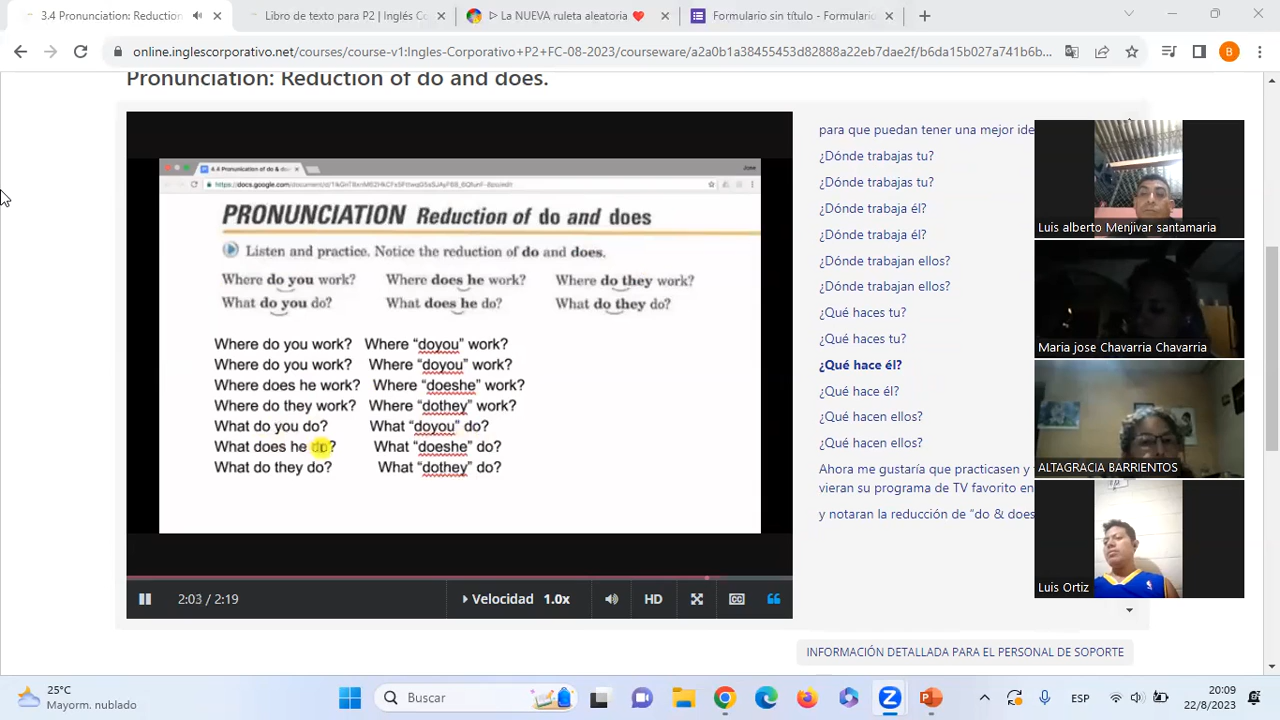 3.4 Pronunciation: Reduction
Libro de texto para P2 | Inglés C
▷ La NUEVA ruleta aleatoria ❤️
Formulario sin título - Formulario
online.inglescorporativo.net/courses/course-v1:Ingles-Corporativo+P2+FC-08-2023/courseware/a2a0b1a38455453d82888a22eb7dae2f/b6da15b027a741b6b...
B
Pronunciation: Reduction of do and does.
4.4 Pronunication of do & do
Jose
PRONUNCIATION Reduction of do and does
Listen and practice. Notice the reduction of do and does.
Where do you work? Where does he work? Where do they work?
What do you do? What does he do? What do they do?
Where do you work? Where “doyou” work?
Where do you work? Where “doyou” work?
Where does he work? Where “doeshe” work?
Where do they work? Where “dothey” work?
What do you do? What “doyou” do?
What does he do? What “doeshe” do?
What do they do? What “dothey” do?
2:03 / 2:19
Velocidad 1.0x
HD
para que puedan tener una mejor ide
¿Dónde trabajas tu?
¿Dónde trabajas tu?
¿Dónde trabaja él?
¿Dónde trabaja él?
¿Dónde trabajan ellos?
¿Dónde trabajan ellos?
¿Qué haces tu?
¿Qué haces tu?
¿Qué hace él?
¿Qué hace él?
¿Qué hacen ellos?
¿Qué hacen ellos?
Ahora me gustaría que practicasen y
vieran su programa de TV favorito en
y notaran la reducción de “do & does
Luis alberto Menjivar santamaria
Maria jose Chavarria Chavarria
ALTAGRACIA BARRIENTOS
Luis Ortiz
INFORMACIÓN DETALLADA PARA EL PERSONAL DE SOPORTE
25°C
Mayorm. nublado
Buscar
ESP
20:09
22/8/2023